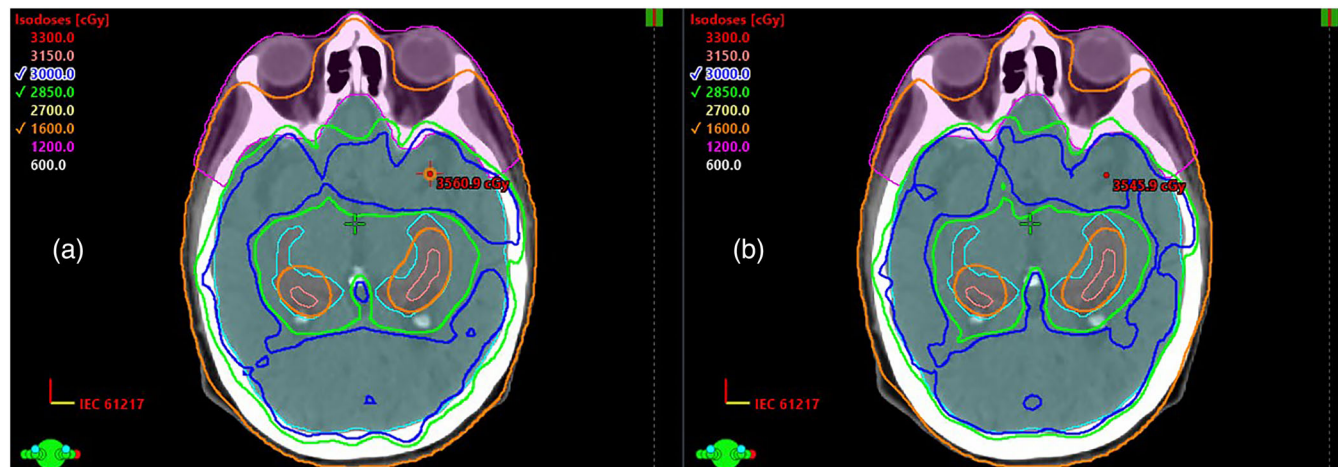 Isodoses [cGy]
3300.0
3150.0
✓ 3000.0
✓ 2850.0
2700.0
✓ 1600.0
1200.0
600.0
3560.9 cGy
(a)
IEC 61217
Isodoses [cGy]
3300.0
3150.0
✓ 3000.0
✓ 2850.0
2700.0
✓ 1600.0
1200.0
600.0
3545.9 cGy
(b)
IEC 61217